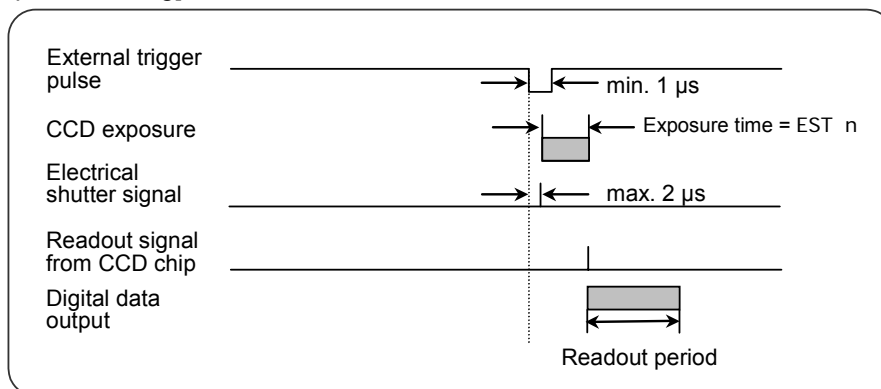 External trigger
pulse
min. 1 µs
CCD exposure
Exposure time = EST n
Electrical
shutter signal
max. 2 µs
Readout signal
from CCD chip
Digital data
output
Readout period